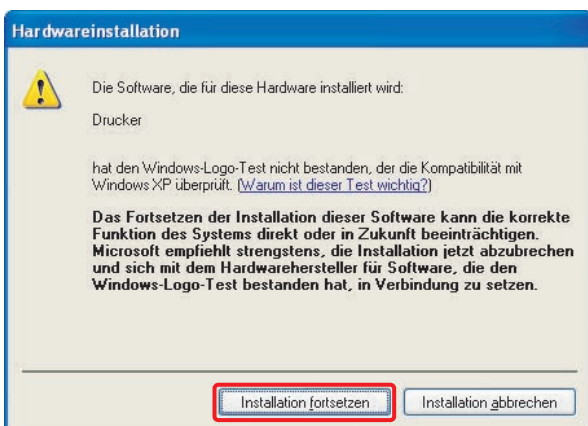 Hardwareinstallation
Die Software, die für diese Hardware installiert wird:
Drucker
hat den Windows-Logo-Test nicht bestanden, der die Kompatibilität mit
Windows XP überprüft. (Warum ist dieser Test wichtig?)
Das Fortsetzen der Installation dieser Software kann die korrekte
Funktion des Systems direkt oder in Zukunft beeinträchtigen.
Microsoft empfiehlt strengstens, die Installation jetzt abzubrechen
und sich mit dem Hardwarehersteller für Software, die den
Windows-Logo-Test bestanden hat, in Verbindung zu setzen.
Installation fortsetzen
Installation abbrechen